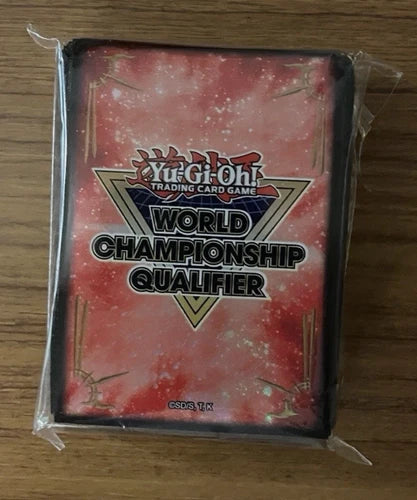 Yu-Gi-Oh!
TRADING CARD GAME
WORLD
CHAMPIONSHIP
QUALIFIER
©SD/S, T, K